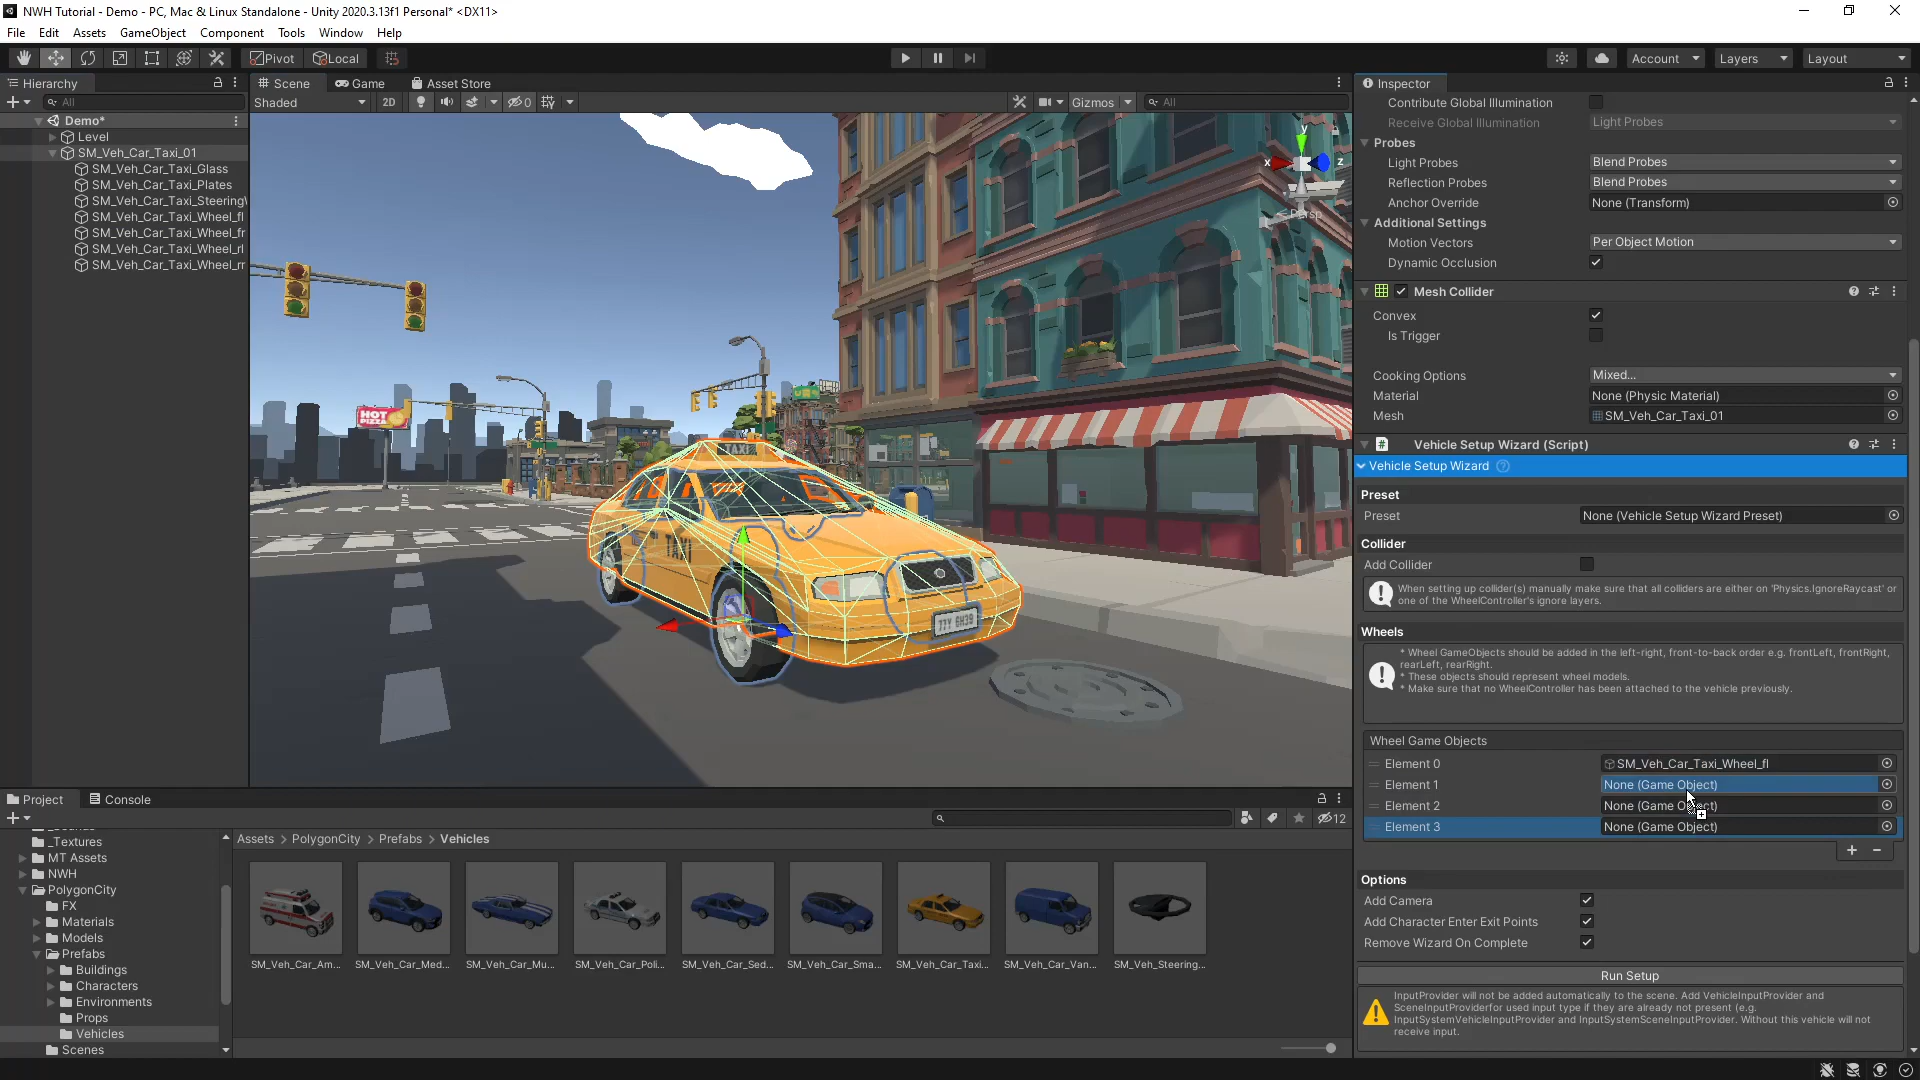 NWH Tutorial - Demo - PC, Mac & Linux Standalone - Unity 2020.3.13f1 Personal* <DX11>
File Edit Assets GameObject Component Tools Window Help
Pivot Local Account Layers Layout
Hierarchy
All
Demo*
Level
SM_Veh_Car_Taxi_01
SM_Veh_Car_Taxi_Glass
SM_Veh_Car_Taxi_Plates
SM_Veh_Car_Taxi_Steering
SM_Veh_Car_Taxi_Wheel_fl
SM_Veh_Car_Taxi_Wheel_fr
SM_Veh_Car_Taxi_Wheel_rl
SM_Veh_Car_Taxi_Wheel_rr
Scene Game Asset Store
Shaded 2D 0 Gizmos All
y
x z
Persp
HOT
PIZZA
TAXI
TAXI
Inspector
Contribute Global Illumination
Receive Global Illumination Light Probes
Probes
Light Probes Blend Probes
Reflection Probes Blend Probes
Anchor Override None (Transform)
Additional Settings
Motion Vectors Per Object Motion
Dynamic Occlusion
Mesh Collider
Convex
Is Trigger
Cooking Options Mixed...
Material None (Physic Material)
Mesh SM_Veh_Car_Taxi_01
Vehicle Setup Wizard (Script)
Vehicle Setup Wizard
Preset
Preset None (Vehicle Setup Wizard Preset)
Collider
Add Collider
When setting up collider(s) manually make sure that all colliders are either on 'Physics.IgnoreRaycast' or
one of the WheelController's ignore layers.
Wheels
* Wheel GameObjects should be added in the left-right, front-to-back order e.g. frontLeft, frontRight,
rearLeft, rearRight.
* These objects should represent wheel models.
* Make sure that no WheelController has been attached to the vehicle previously.
Wheel Game Objects
Element 0 SM_Veh_Car_Taxi_Wheel_fl
Element 1 None (Game Object)
Element 2 None (Game Object)
Element 3 None (Game Object)
+ −
Options
Add Camera
Add Character Enter Exit Points
Remove Wizard On Complete
Run Setup
InputProvider will not be added automatically to the scene. Add VehicleInputProvider and
SceneInputProviderfor used input type if they are already not present (e.g.
InputSystemVehicleInputProvider and InputSystemSceneInputProvider. Without this vehicle will not
receive input.
Project Console
12
_Textures
MT Assets
NWH
PolygonCity
FX
Materials
Models
Prefabs
Buildings
Characters
Environments
Props
Vehicles
Scenes
Assets > PolygonCity > Prefabs > Vehicles
SM_Veh_Car_Am... SM_Veh_Car_Med... SM_Veh_Car_Mu... SM_Veh_Car_Poli... SM_Veh_Car_Sed... SM_Veh_Car_Sma... SM_Veh_Car_Taxi... SM_Veh_Car_Van... SM_Veh_Steering...